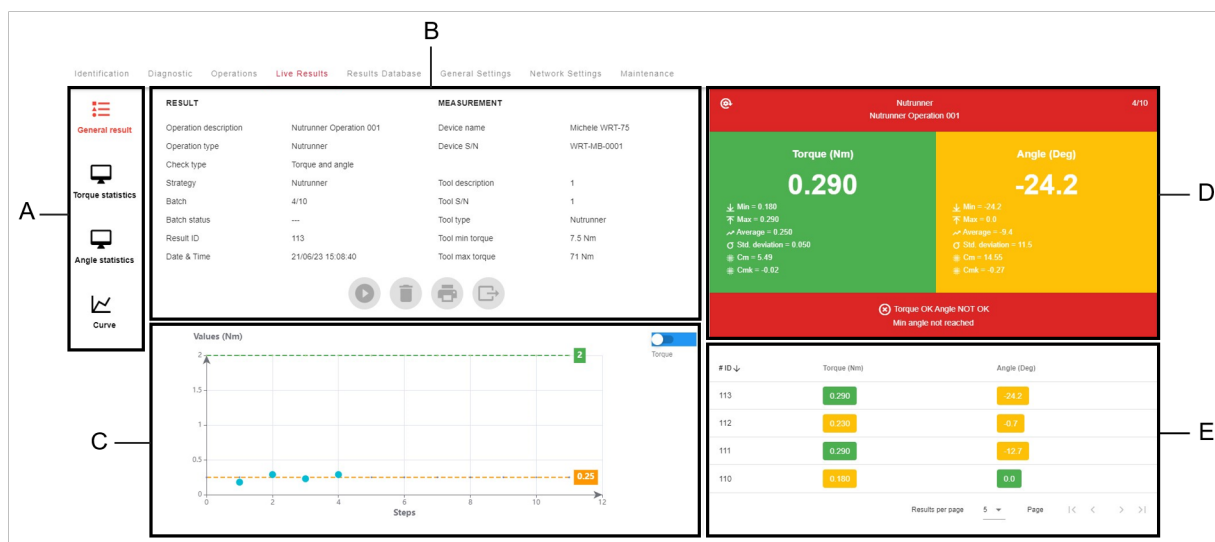 B
Identification Diagnostic Operations Live Results Results Database General Settings Network Settings Maintenance
A
General result
Torque statistics
Angle statistics
Curve
RESULT MEASUREMENT
Operation description Nutrunner Operation 001 Device name Michele WRT-75
Operation type Nutrunner Device S/N WRT-MB-0001
Check type Torque and angle
Strategy Nutrunner Tool description 1
Batch 4/10 Tool S/N 1
Batch status --- Tool type Nutrunner
Result ID 113 Tool min torque 7.5 Nm
Date & Time 21/06/23 15:08:40 Tool max torque 71 Nm
Nutrunner 4/10
Nutrunner Operation 001
Torque (Nm)
0.290
Min = 0.180
Max = 0.290
Average = 0.250
Std. deviation = 0.050
Cm = 5.49
Cmk = -0.02
Angle (Deg)
-24.2
Min = -24.2
Max = 0.0
Average = -9.4
Std. deviation = 11.5
Cm = 14.55
Cmk = -0.27
Torque OK Angle NOT OK
Min angle not reached
D
C
Values (Nm)
Torque
2
2
1.5
1
0.5
0.25
0
0 2 4 6 8 10 12
Steps
# ID Torque (Nm) Angle (Deg)
113 0.290 -24.2
112 0.230 -0.7
111 0.290 -12.7
110 0.180 0.0
Results per page 5 Page
E